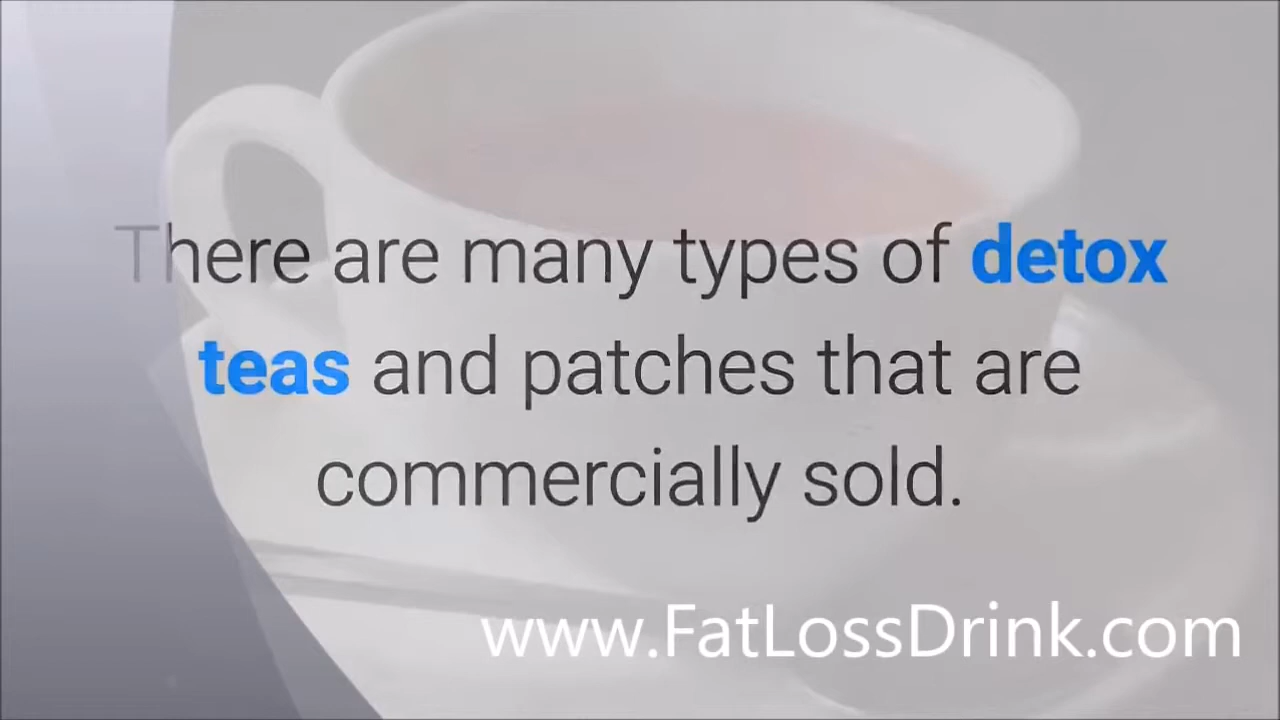 There are many types of detox
teas and patches that are
commercially sold.
www.FatLossDrink.com